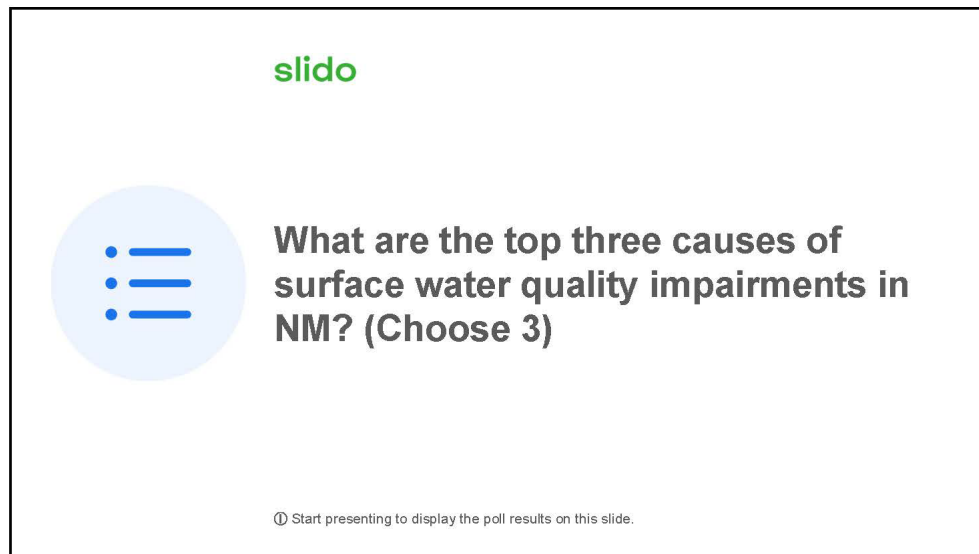 slido
What are the top three causes of
surface water quality impairments in
NM? (Choose 3)
ⓘ Start presenting to display the poll results on this slide.